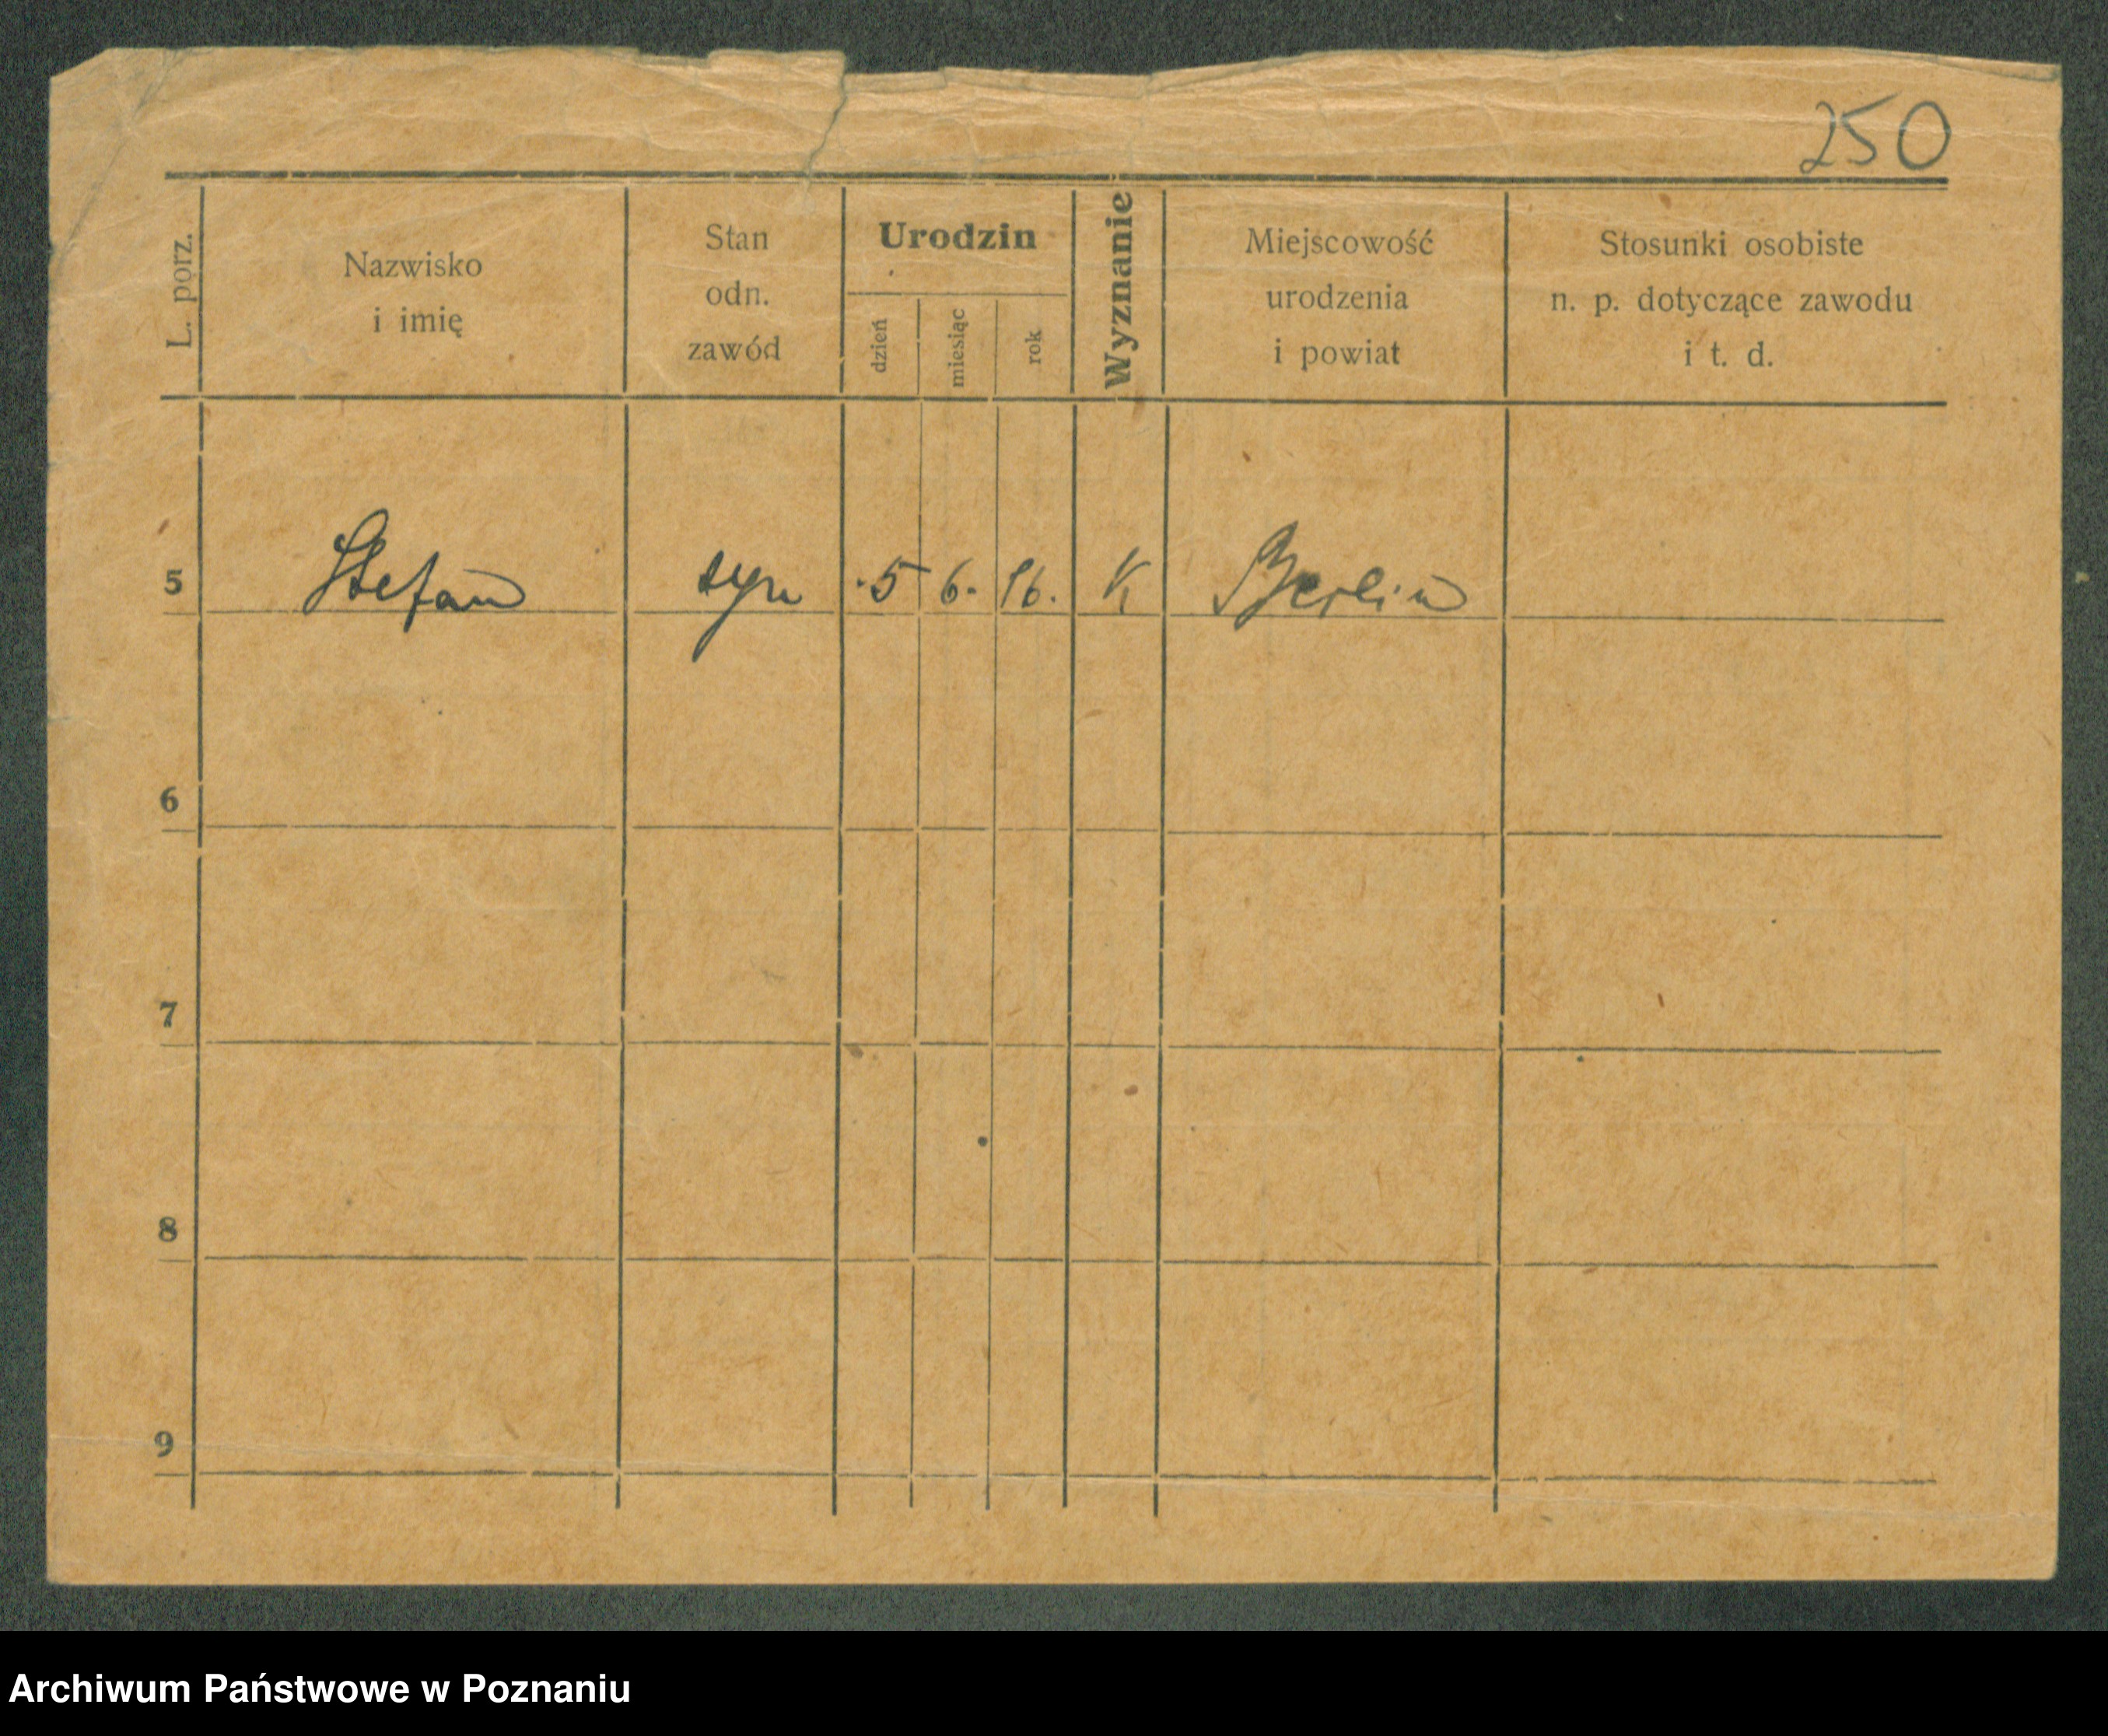 250
L. porz.
Nazwisko
i imię
Stan
odn.
zawód
Urodzin
dzień
miesiąc
rok
Wyznanie
Miejscowość
urodzenia
i powiat
Stosunki osobiste
n. p. dotyczące zawodu
i t. d.
5 Stefan syn 5 6. 16. K Berlin
6
7
8
9
Archiwum Państwowe w Poznaniu